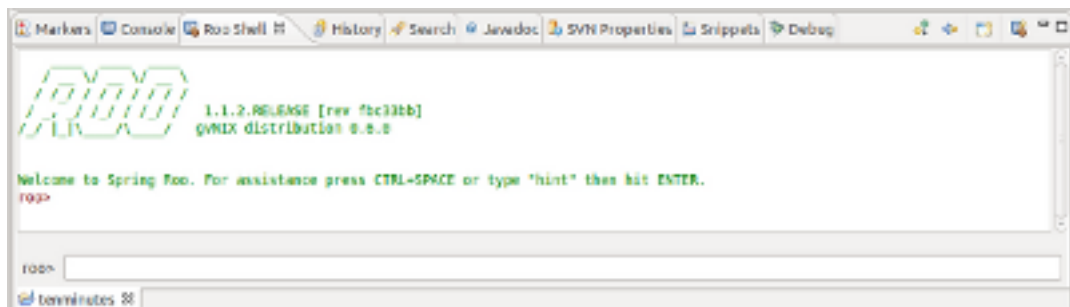 Markers Console Roo Shell History Search Javadoc SVN Properties Snippets Debug
ROO
1.1.2.RELEASE [rev fbc33bb]
gvNIX distribution 0.6.0
Welcome to Spring Roo. For assistance press CTRL+SPACE or type "hint" then hit ENTER.
roo>
roo>
tenminutes